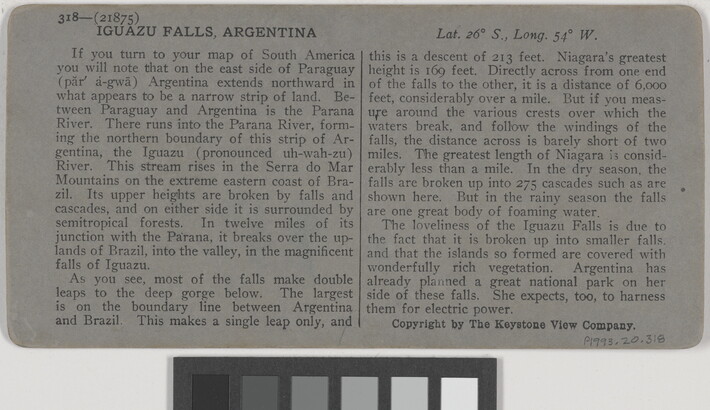 318—(21875)
IGUAZU FALLS, ARGENTINA
Lat. 26° S., Long. 54° W.
If you turn to your map of South America
you will note that on the east side of Paraguay
(pär′ á-gwā) Argentina extends northward in
what appears to be a narrow strip of land. Be-
tween Paraguay and Argentina is the Parana
River. There runs into the Parana River, form-
ing the northern boundary of this strip of Ar-
gentina, the Iguazu (pronounced uh-wah-zu)
River. This stream rises in the Serra do Mar
Mountains on the extreme eastern coast of Bra-
zil. Its upper heights are broken by falls and
cascades, and on either side it is surrounded by
semitropical forests. In twelve miles of its
junction with the Parana, it breaks over the up-
lands of Brazil, into the valley, in the magnificent
falls of Iguazu.
As you see, most of the falls make double
leaps to the deep gorge below. The largest
is on the boundary line between Argentina
and Brazil. This makes a single leap only, and
this is a descent of 213 feet. Niagara's greatest
height is 169 feet. Directly across from one end
of the falls to the other, it is a distance of 6,000
feet, considerably over a mile. But if you meas-
ure around the various crests over which the
waters break, and follow the windings of the
falls, the distance across is barely short of two
miles. The greatest length of Niagara is consid-
erably less than a mile. In the dry season, the
falls are broken up into 275 cascades such as are
shown here. But in the rainy season the falls
are one great body of foaming water.
The loveliness of the Iguazu Falls is due to
the fact that it is broken up into smaller falls,
and that the islands so formed are covered with
wonderfully rich vegetation. Argentina has
already planned a great national park on her
side of these falls. She expects, too, to harness
them for electric power.
Copyright by The Keystone View Company.
P1993.20.318